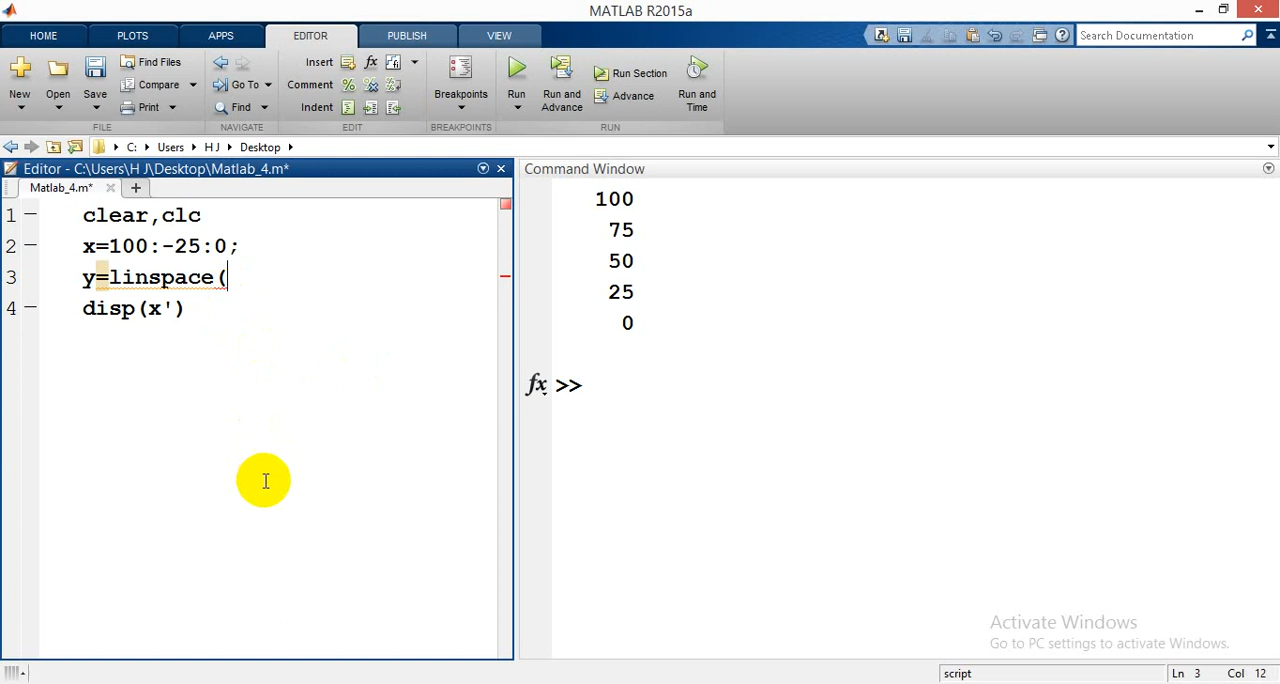 MATLAB R2015a
HOME PLOTS APPS EDITOR PUBLISH VIEW Search Documentation
Find Files Insert fx Run Section
New Open Save Compare Go To Comment Breakpoints Run Run and Advance Advance Run and Time
Print Find Indent
FILE NAVIGATE EDIT BREAKPOINTS RUN
C: Users H J Desktop
Editor - C:\Users\H J\Desktop\Matlab_4.m* Command Window
Matlab_4.m* +
1 clear,clc
2 x=100:-25:0;
3 y=linspace(
4 disp(x')
100
75
50
25
0
fx >>
Activate Windows
Go to PC settings to activate Windows.
script Ln 3 Col 12